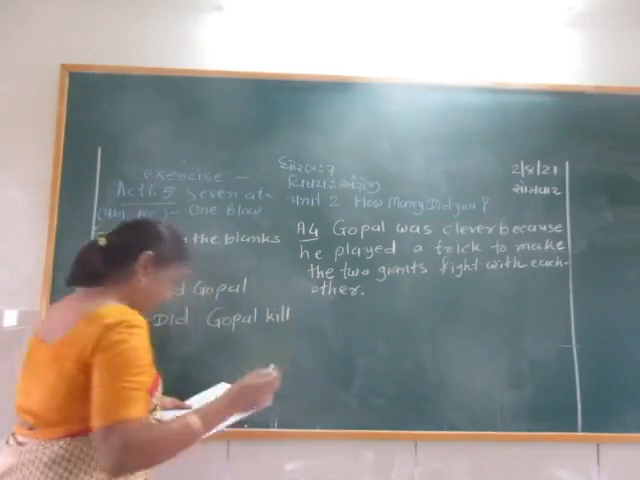 ધોરણ:-7
વિષય:-અંગ્રેજી
યુનિટ 2 How Many Did you?
2/8/21
સોમવાર
exercise:-
Acti.5 Seven at-
One Blow
the blanks
Gopal
Did Gopal kill
A4 Gopal was clever because
he played a trick to make
the two giants fight with each-
other.